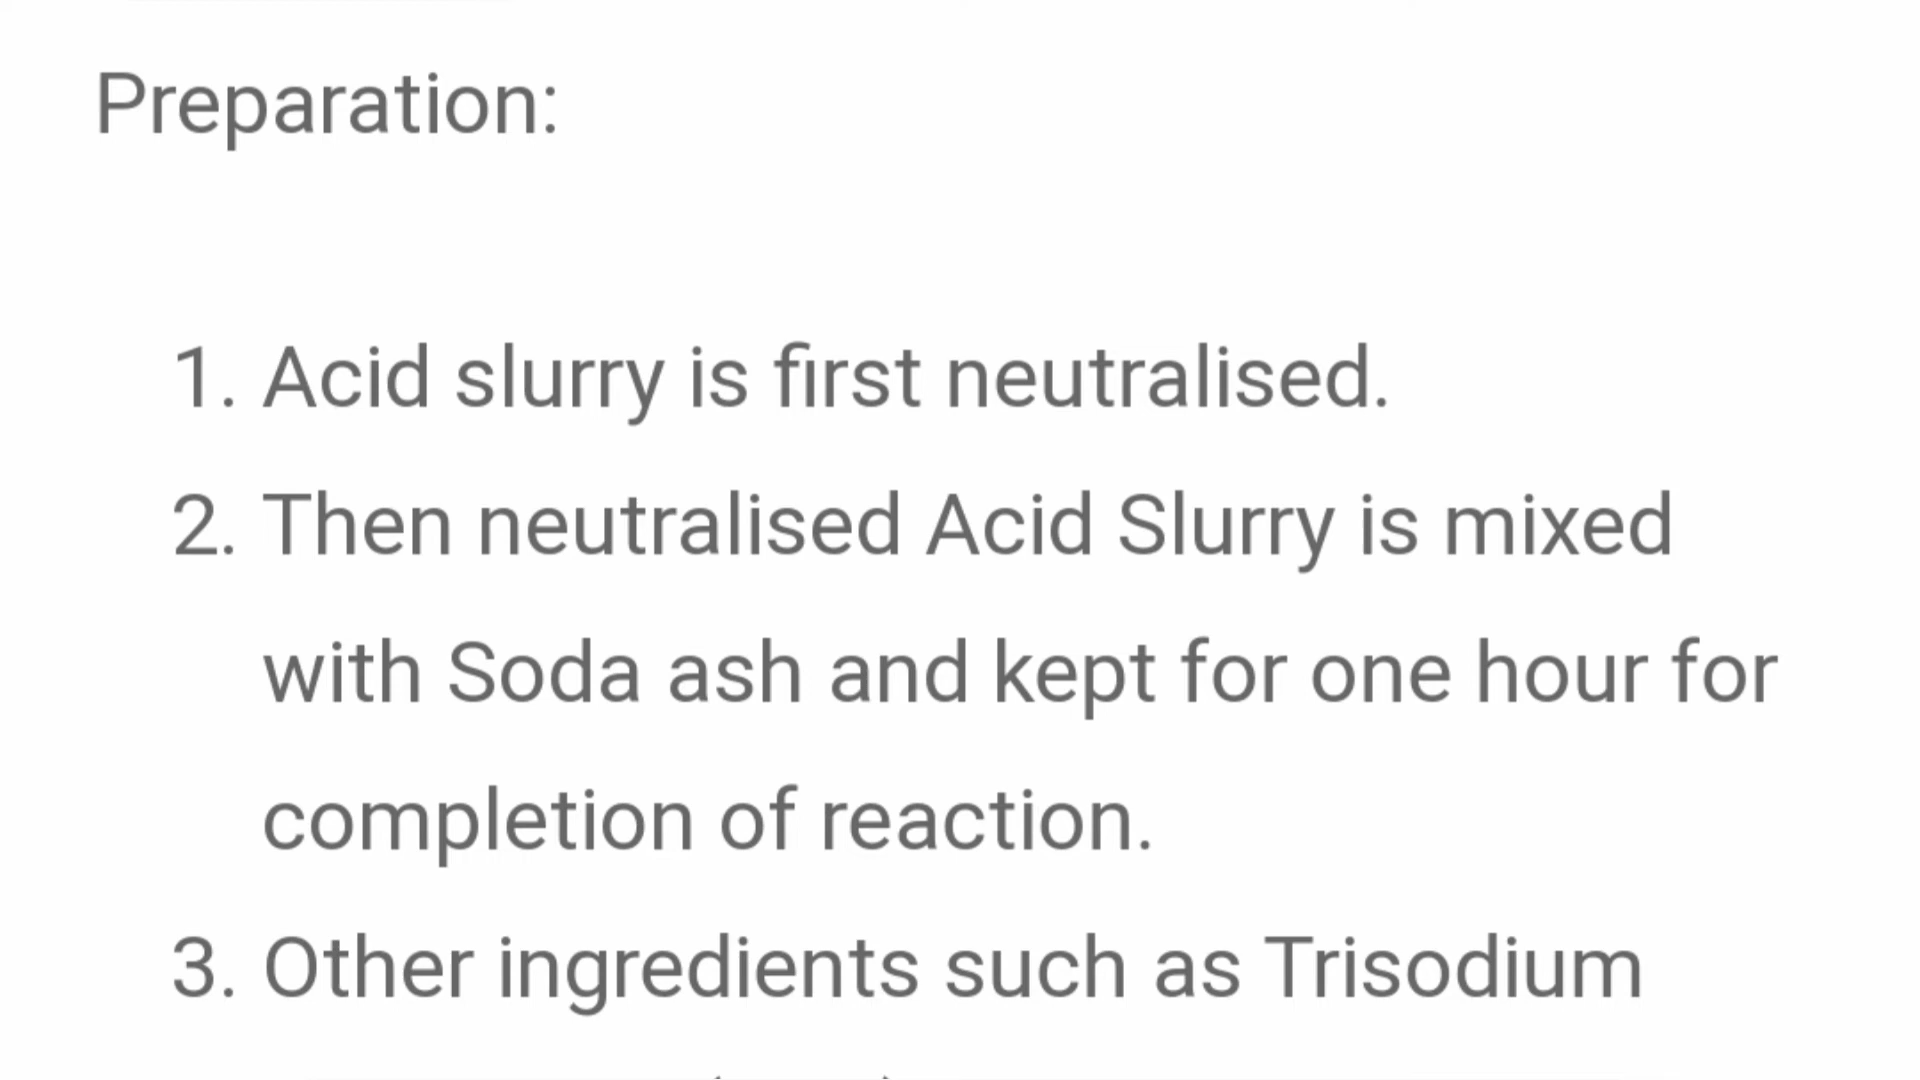 Preparation:
1. Acid slurry is first neutralised.
2. Then neutralised Acid Slurry is mixed
with Soda ash and kept for one hour for
completion of reaction.
3. Other ingredients such as Trisodium